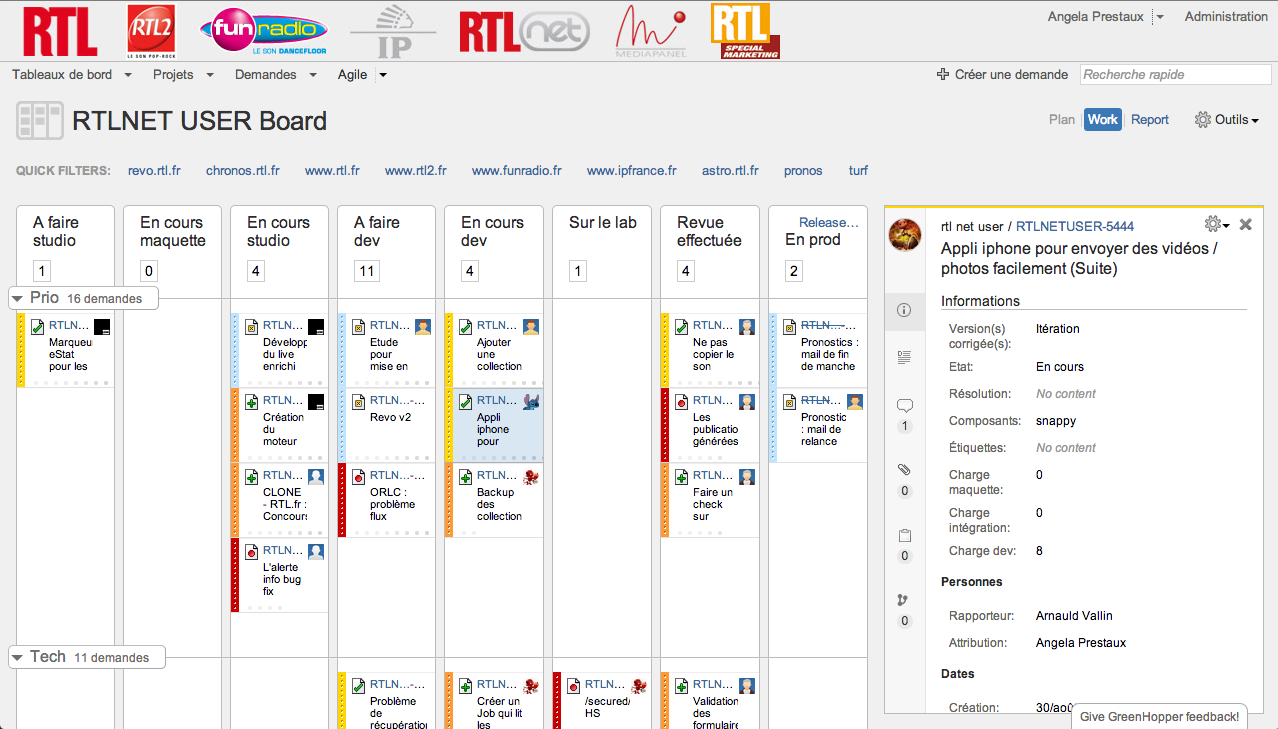 RTL
RTL2
LE SON POP-ROCK
fun radio
LE SON DANCEFLOOR
IP
RTL net
MEDIAPANEL
RTL
SPECIAL
MARKETING
Angela Prestaux
Administration
Tableaux de bord
Projets
Demandes
Agile
Créer une demande
Recherche rapide
RTLNET USER Board
Plan
Work
Report
Outils
QUICK FILTERS: revo.rtl.fr chronos.rtl.fr www.rtl.fr www.rtl2.fr www.funradio.fr www.ipfrance.fr astro.rtl.fr pronos turf
A faire
studio
1
En cours
maquette
0
En cours
studio
4
A faire
dev
11
En cours
dev
4
Sur le lab
1
Revue
effectuée
4
Release...
En prod
2
Prio 16 demandes
RTLN...
Marqueu
eStat
pour les
RTLN...
Développ
du live
enrichi
RTLN...
Création
du
moteur
RTLN...
CLONE
- RTL.fr :
Concours
RTLN...
L'alerte
info bug
fix
RTLN...
Etude
pour
mise en
RTLN...-...
Revo v2
RTLN...-...
ORLC :
problème
flux
RTLN...
Ajouter
une
collection
RTLN...
Appli
iphone
pour
RTLN...
Backup
des
collection
RTLN...
Ne pas
copier le
son
RTLN...
Les
publicatio
générées
RTLN...
Faire un
check
sur
RTLN...-...
Pronostics
: mail de fin
de manche
RTLN...
Pronostic
: mail de
relance
Tech 11 demandes
RTLN...-...
Problème
de
récupération
RTLN...
Créer un
Job qui lit
les
RTLN...
/secured/
HS
RTLN...
Validation
des
formulaire
rtl net user / RTLNETUSER-5444
Appli iphone pour envoyer des vidéos /
photos facilement (Suite)
1
0
0
0
Informations
Version(s)
corrigée(s): Itération
Etat: En cours
Résolution: No content
Composants: snappy
Étiquettes: No content
Charge
maquette: 0
Charge
intégration: 0
Charge dev: 8
Personnes
Rapporteur: Arnauld Vallin
Attribution: Angela Prestaux
Dates
Création: 30/aoû
Give GreenHopper feedback!